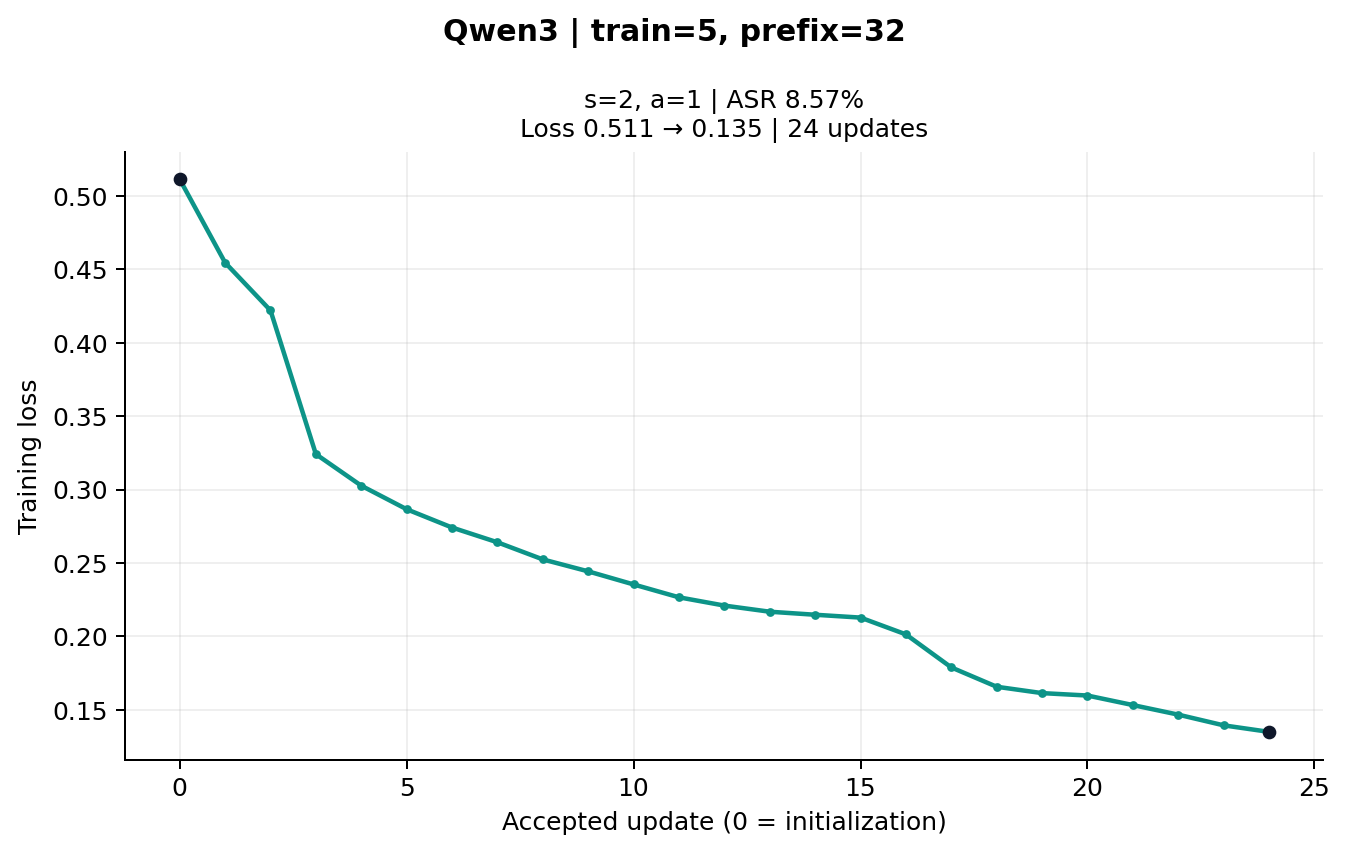 Qwen3 | train=5, prefix=32
s=2, a=1 | ASR 8.57%
Loss 0.511 → 0.135 | 24 updates
Training loss
0.50
0.45
0.40
0.35
0.30
0.25
0.20
0.15
0 5 10 15 20 25
Accepted update (0 = initialization)